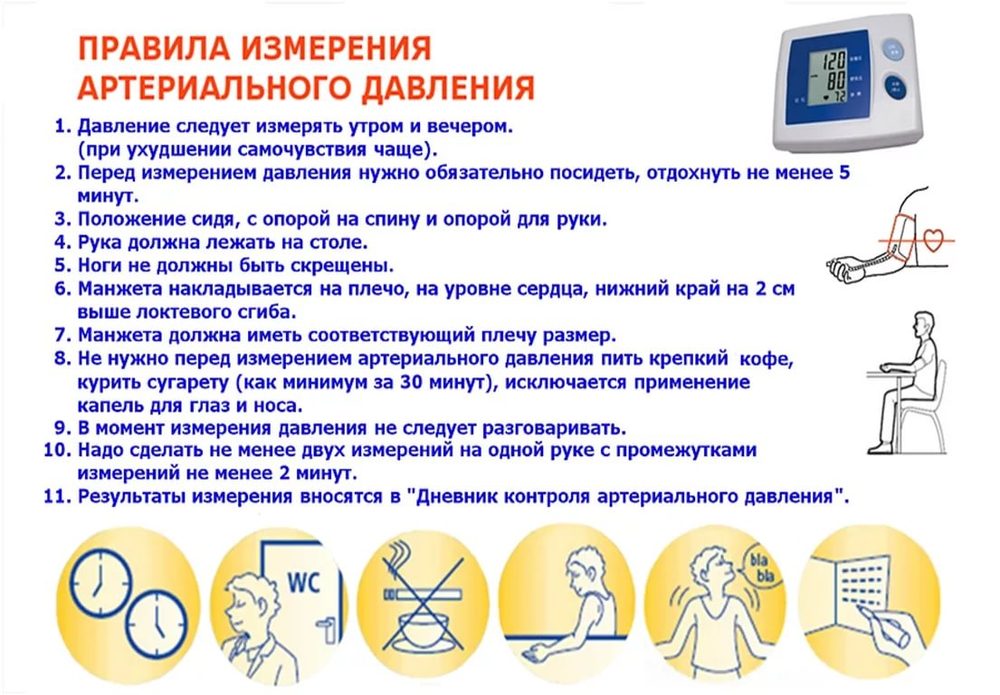 ПРАВИЛА ИЗМЕРЕНИЯ
АРТЕРИАЛЬНОГО ДАВЛЕНИЯ
1. Давление следует измерять утром и вечером.
(при ухудшении самочувствия чаще).
2. Перед измерением давления нужно обязательно посидеть, отдохнуть не менее 5
минут.
3. Положение сидя, с опорой на спину и опорой для руки.
4. Рука должна лежать на столе.
5. Ноги не должны быть скрещены.
6. Манжета накладывается на плечо, на уровне сердца, нижний край на 2 см
выше локтевого сгиба.
7. Манжета должна иметь соответствующий плечу размер.
8. Не нужно перед измерением артериального давления пить крепкий кофе,
курить сугарету (как минимум за 30 минут), исключается применение
капель для глаз и носа.
9. В момент измерения давления не следует разговаривать.
10. Надо сделать не менее двух измерений на одной руке с промежутками
измерений не менее 2 минут.
11. Результаты измерения вносятся в "Дневник контроля артериального давления".
120
80
72
WC
bla
bla